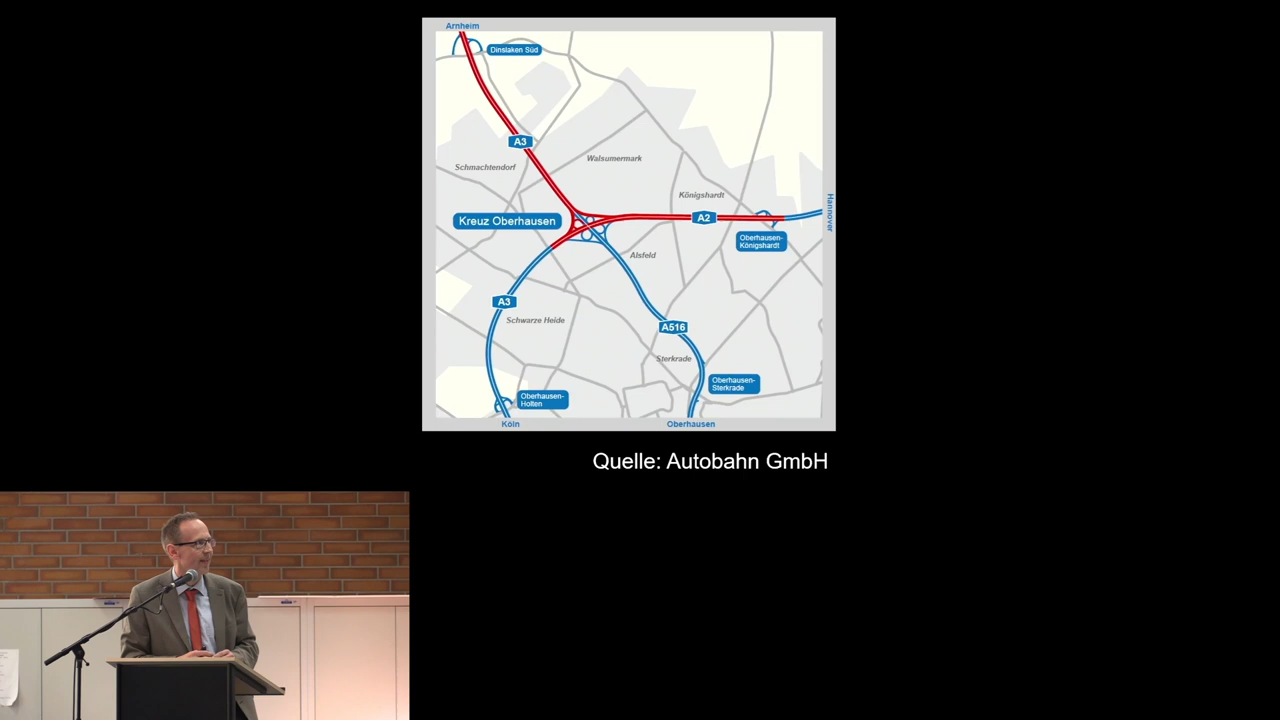 Arnheim
Dinslaken Süd
A3
Walsumermark
Schmachtendorf
Königshardt
Hannover
Kreuz Oberhausen
A2
Oberhausen-
Königshardt
Alsfeld
A3
Schwarze Heide
A516
Sterkrade
Oberhausen-
Sterkrade
Oberhausen-
Holten
Köln
Oberhausen
Quelle: Autobahn GmbH